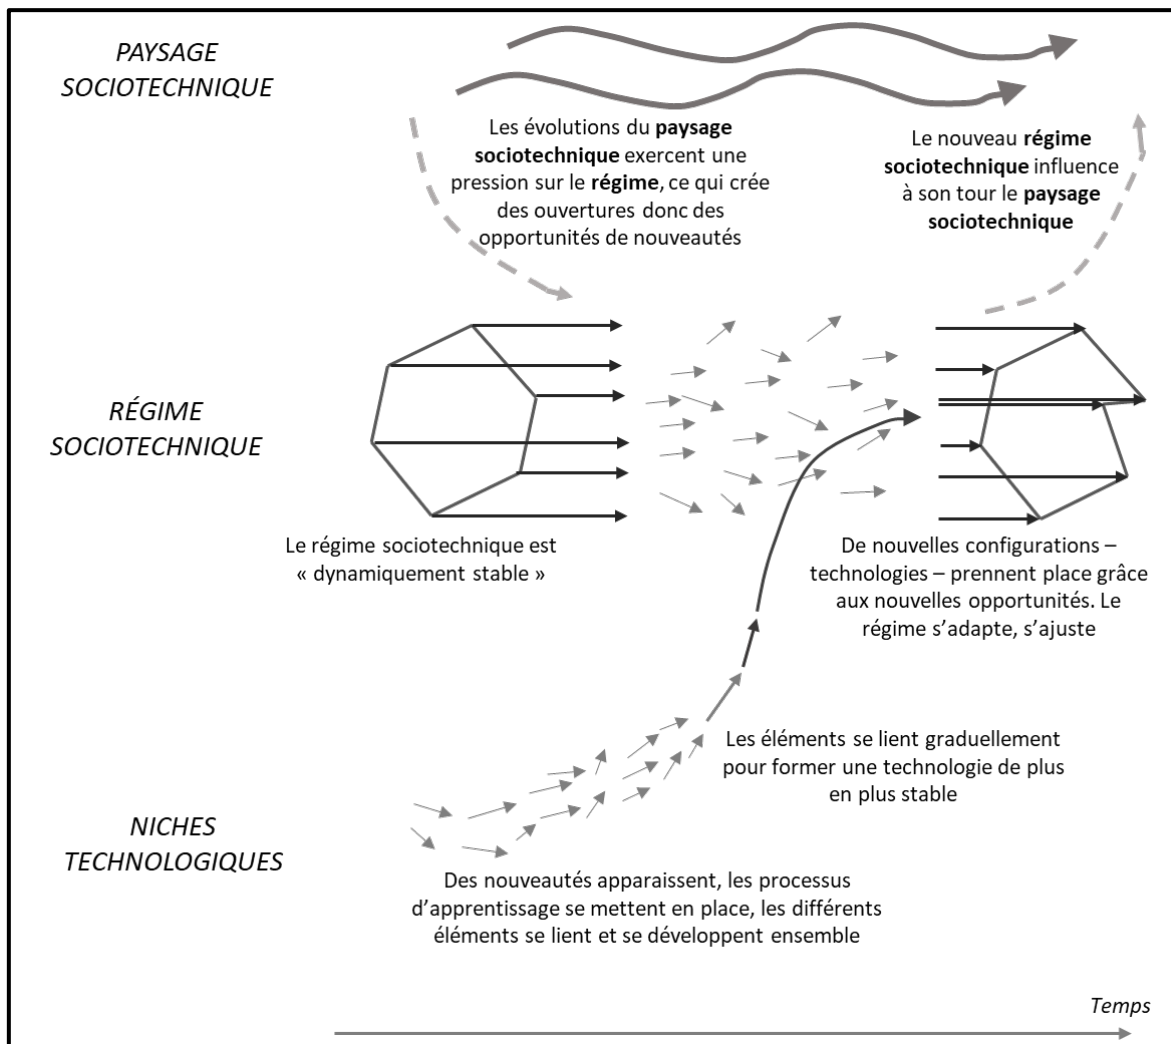 PAYSAGE
SOCIOTECHNIQUE
Les évolutions du paysage
sociotechnique exercent une
pression sur le régime, ce qui crée
des ouvertures donc des
opportunités de nouveautés
Le nouveau régime
sociotechnique influence
à son tour le paysage
sociotechnique
RÉGIME
SOCIOTECHNIQUE
Le régime sociotechnique est
« dynamiquement stable »
De nouvelles configurations –
technologies – prennent place grâce
aux nouvelles opportunités. Le
régime s’adapte, s’ajuste
Les éléments se lient graduellement
pour former une technologie de plus
en plus stable
NICHES
TECHNOLOGIQUES
Des nouveautés apparaissent, les processus
d’apprentissage se mettent en place, les différents
éléments se lient et se développent ensemble
Temps